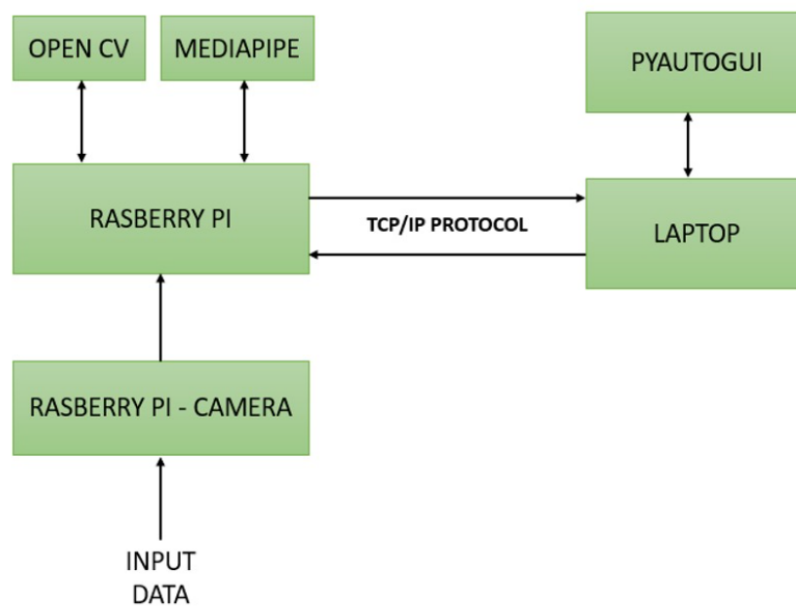 OPEN CV
MEDIAPIPE
PYAUTOGUI
RASBERRY PI
TCP/IP PROTOCOL
LAPTOP
RASBERRY PI - CAMERA
INPUT
DATA